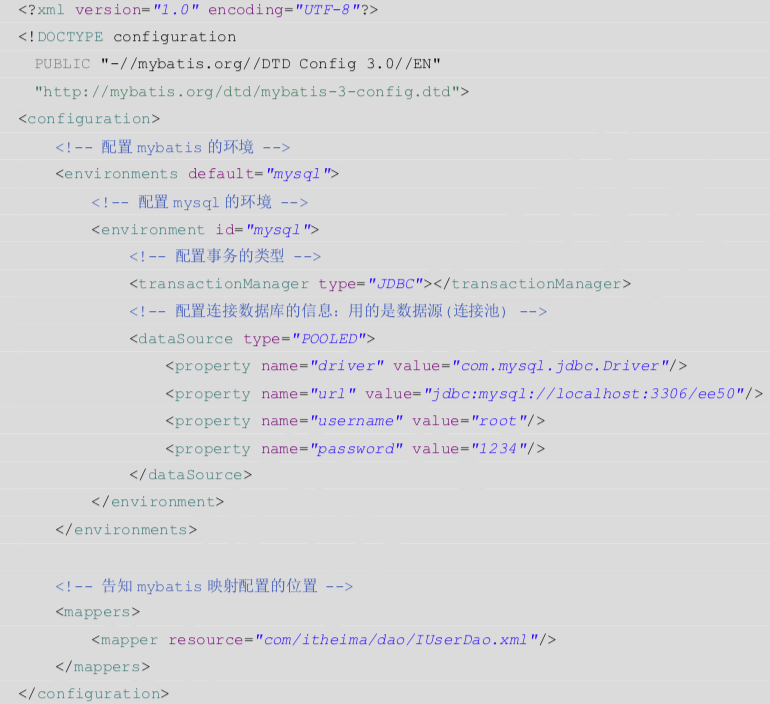 <?xml version="1.0" encoding="UTF-8"?>
<!DOCTYPE configuration
PUBLIC "-//mybatis.org//DTD Config 3.0//EN"
"http://mybatis.org/dtd/mybatis-3-config.dtd">
<configuration>
<!-- 配置 mybatis 的环境 -->
<environments default="mysql">
<!-- 配置 mysql 的环境 -->
<environment id="mysql">
<!-- 配置事务的类型 -->
<transactionManager type="JDBC"></transactionManager>
<!-- 配置连接数据库的信息：用的是数据源(连接池) -->
<dataSource type="POOLED">
<property name="driver" value="com.mysql.jdbc.Driver"/>
<property name="url" value="jdbc:mysql://localhost:3306/ee50"/>
<property name="username" value="root"/>
<property name="password" value="1234"/>
</dataSource>
</environment>
</environments>
<!-- 告知 mybatis 映射配置的位置 -->
<mappers>
<mapper resource="com/itheima/dao/IUserDao.xml"/>
</mappers>
</configuration>